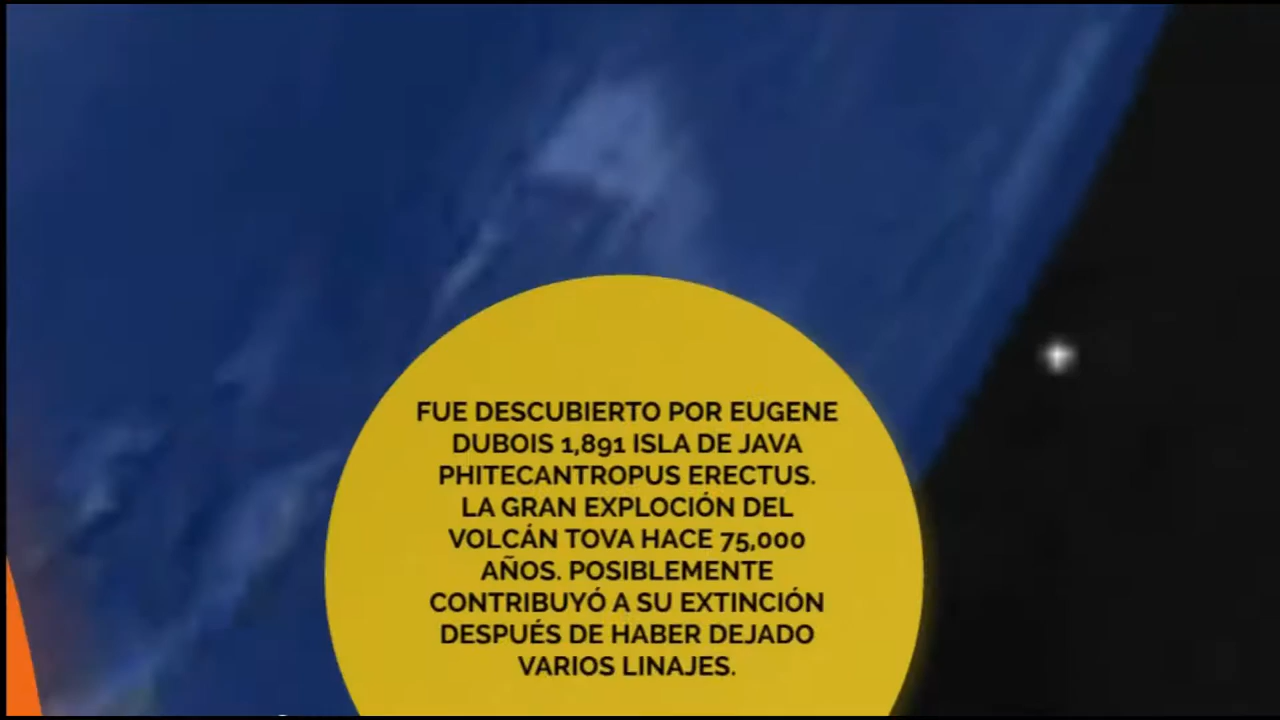 FUE DESCUBIERTO POR EUGENE
DUBOIS 1,891 ISLA DE JAVA
PHITECANTROPUS ERECTUS.
LA GRAN EXPLOCIÓN DEL
VOLCÁN TOVA HACE 75,000
AÑOS. POSIBLEMENTE
CONTRIBUYÓ A SU EXTINCIÓN
DESPUÉS DE HABER DEJADO
VARIOS LINAJES.